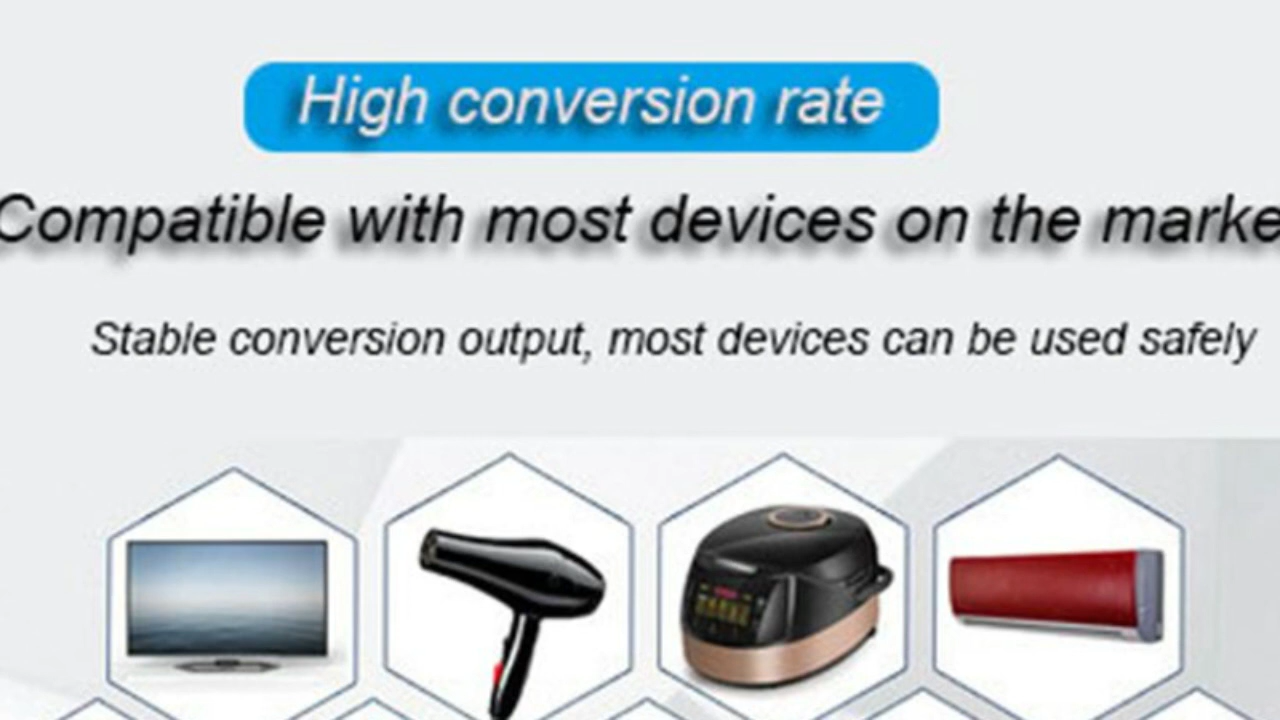 High conversion rate
Compatible with most devices on the marke
Stable conversion output, most devices can be used safely